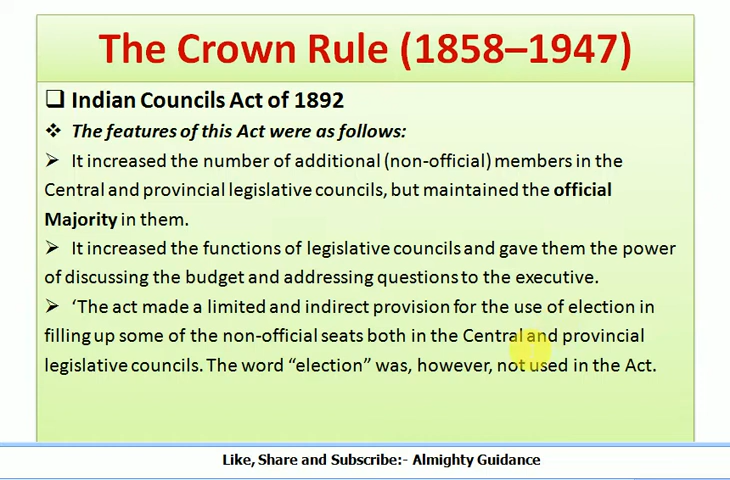 The Crown Rule (1858–1947)
❑ Indian Councils Act of 1892
❖ The features of this Act were as follows:
➢ It increased the number of additional (non-official) members in the
Central and provincial legislative councils, but maintained the official
Majority in them.
➢ It increased the functions of legislative councils and gave them the power
of discussing the budget and addressing questions to the executive.
➢ ‘The act made a limited and indirect provision for the use of election in
filling up some of the non-official seats both in the Central and provincial
legislative councils. The word “election” was, however, not used in the Act.
Like, Share and Subscribe:- Almighty Guidance